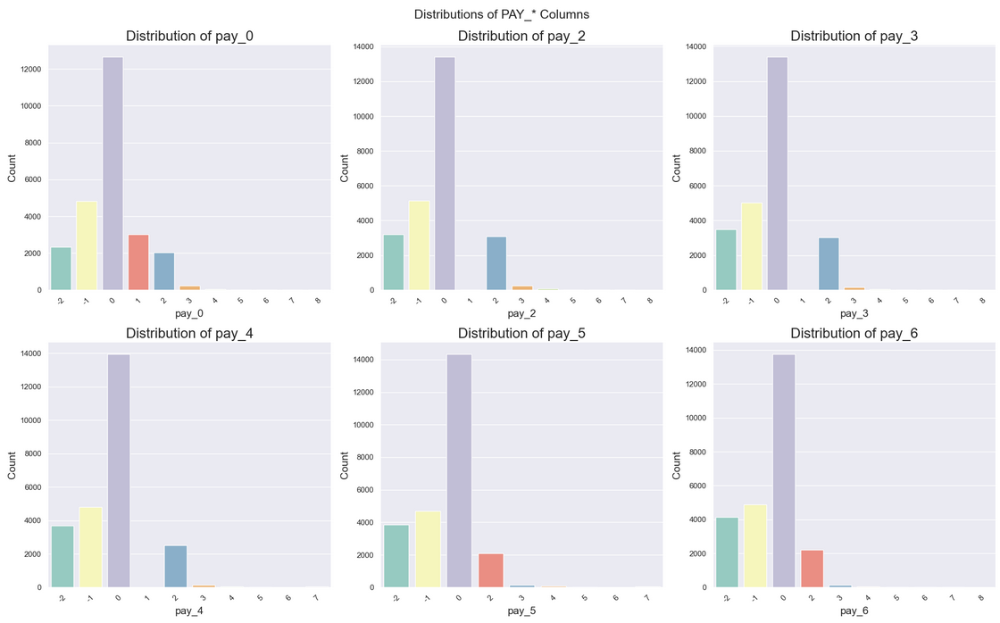 Distributions of PAY_* Columns
Distribution of pay_0
Distribution of pay_2
Distribution of pay_3
12000
10000
8000
6000
4000
2000
0
Count
-2 -1 0 1 2 3 4 5 6 7 8
pay_0
14000
12000
10000
8000
6000
4000
2000
0
Count
-2 -1 0 1 2 3 4 5 6 7 8
pay_2
14000
12000
10000
8000
6000
4000
2000
0
Count
-2 -1 0 1 2 3 4 5 6 7 8
pay_3
Distribution of pay_4
Distribution of pay_5
Distribution of pay_6
14000
12000
10000
8000
6000
4000
2000
0
Count
-2 -1 0 1 2 3 4 5 6 7
pay_4
14000
12000
10000
8000
6000
4000
2000
0
Count
-2 -1 0 2 3 4 5 6 7
pay_5
14000
12000
10000
8000
6000
4000
2000
0
Count
-2 -1 0 2 3 4 5 6 7 8
pay_6